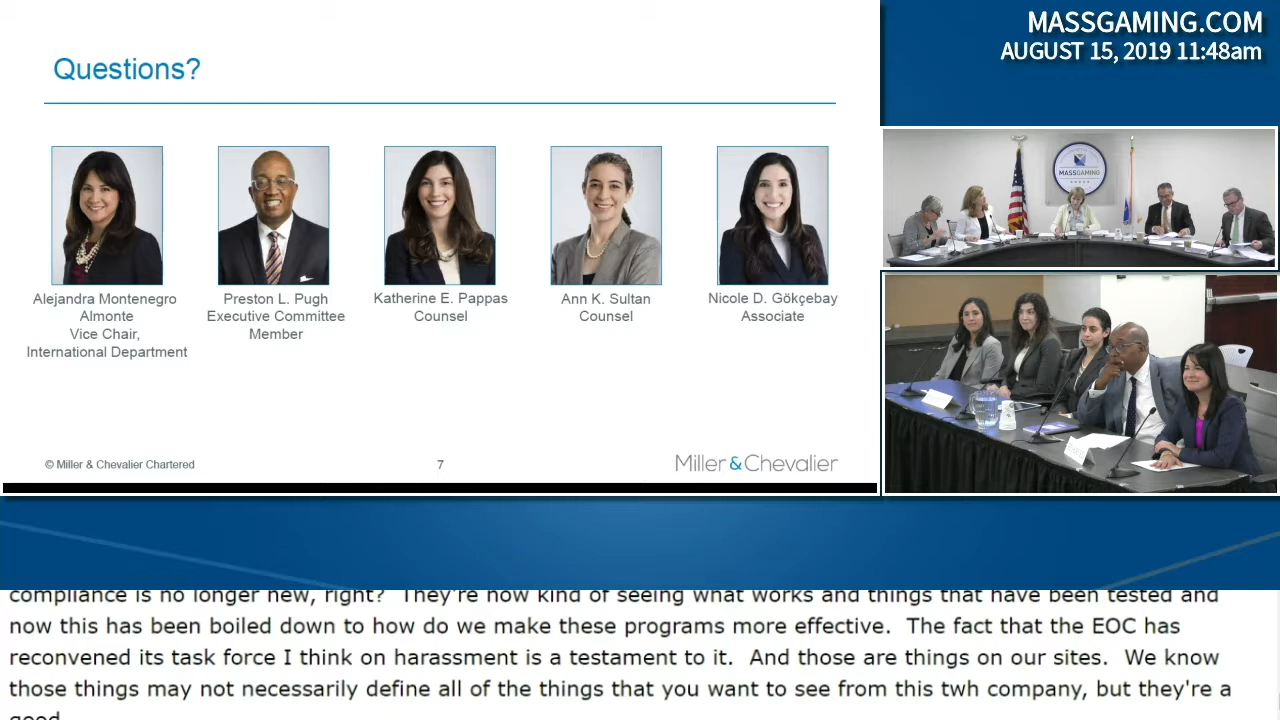 MASSGAMING.COM
AUGUST 15, 2019 11:48am
Questions?
Alejandra Montenegro
Almonte
Vice Chair,
International Department
Preston L. Pugh
Executive Committee
Member
Katherine E. Pappas
Counsel
Ann K. Sultan
Counsel
Nicole D. Gökçebay
Associate
© Miller & Chevalier Chartered
7
Miller&Chevalier
MASSGAMING
compliance is no longer new, right?  They're now kind of seeing what works and things that have been tested and
now this has been boiled down to how do we make these programs more effective.  The fact that the EOC has
reconvened its task force I think on harassment is a testament to it.  And those are things on our sites.  We know
those things may not necessarily define all of the things that you want to see from this twh company, but they're a
good